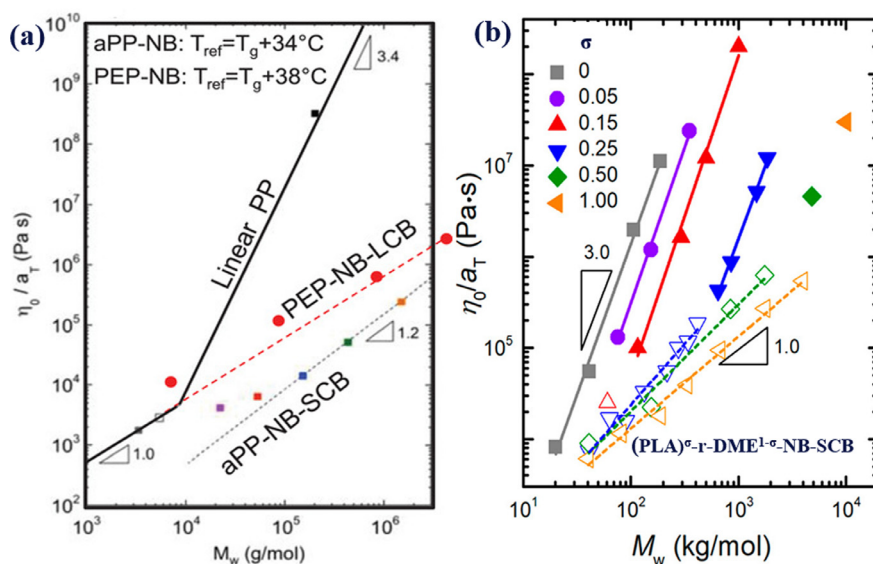 (a)
aPP-NB: Tref=Tg+34°C
PEP-NB: Tref=Tg+38°C
3.4
Linear PP
PEP-NB-LCB
1.2
aPP-NB-SCB
1.0
10^10
10^9
10^8
10^7
10^6
10^5
10^4
10^3
10^2
η0 / aT (Pa s)
10^3
10^4
10^5
10^6
Mw (g/mol)
(b)
σ
0
0.05
0.15
0.25
0.50
1.00
3.0
1.0
(PLA)^σ-r-DME^1-σ-NB-SCB
10^7
10^5
η0/aT (Pa·s)
10^1
10^2
10^3
10^4
Mw (kg/mol)